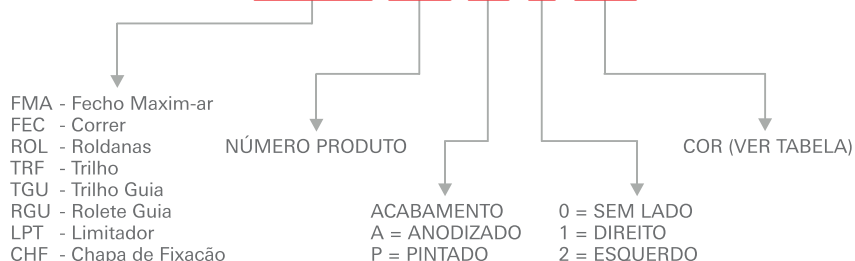 FMA - Fecho Maxim-ar
FEC - Correr
ROL - Roldanas
TRF - Trilho
TGU - Trilho Guia
RGU - Rolete Guia
LPT - Limitador
CHF - Chapa de Fixação
NÚMERO PRODUTO
ACABAMENTO
A = ANODIZADO
P = PINTADO
0 = SEM LADO
1 = DIREITO
2 = ESQUERDO
COR (VER TABELA)